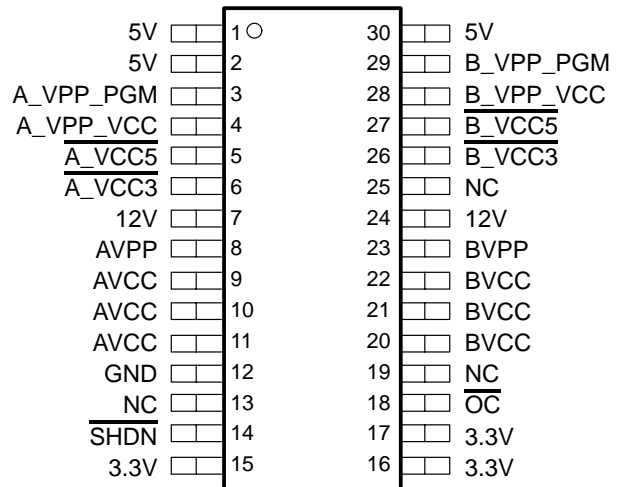 5V 1 30 5V
5V 2 29 B_VPP_PGM
A_VPP_PGM 3 28 B_VPP_VCC
A_VPP_VCC 4 27 B_VCC5
A_VCC5 5 26 B_VCC3
A_VCC3 6 25 NC
12V 7 24 12V
AVPP 8 23 BVPP
AVCC 9 22 BVCC
AVCC 10 21 BVCC
AVCC 11 20 BVCC
GND 12 19 NC
NC 13 18 OC
SHDN 14 17 3.3V
3.3V 15 16 3.3V